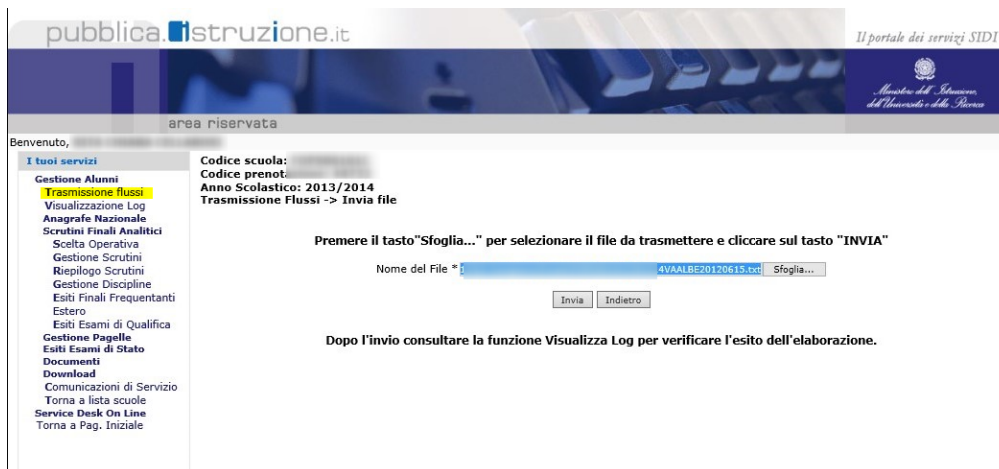 pubblica.istruzione.it
Il portale dei servizi SIDI
Ministero dell'Istruzione,
dell'Università e della Ricerca
area riservata
Benvenuto,
I tuoi servizi
Gestione Alunni
Trasmissione flussi
Visualizzazione Log
Anagrafe Nazionale
Scrutini Finali Analitici
Scelta Operativa
Gestione Scrutini
Riepilogo Scrutini
Gestione Discipline
Esiti Finali Frequentanti
Estero
Esiti Esami di Qualifica
Gestione Pagelle
Esiti Esami di Stato
Documenti
Download
Comunicazioni di Servizio
Torna a lista scuole
Service Desk On Line
Torna a Pag. Iniziale
Codice scuola:
Codice prenot
Anno Scolastico: 2013/2014
Trasmissione Flussi -> Invia file
Premere il tasto"Sfoglia..." per selezionare il file da trasmettere e cliccare sul tasto "INVIA"
Nome del File * 4VAALBE20120615.txt Sfoglia...
Invia Indietro
Dopo l'invio consultare la funzione Visualizza Log per verificare l'esito dell'elaborazione.